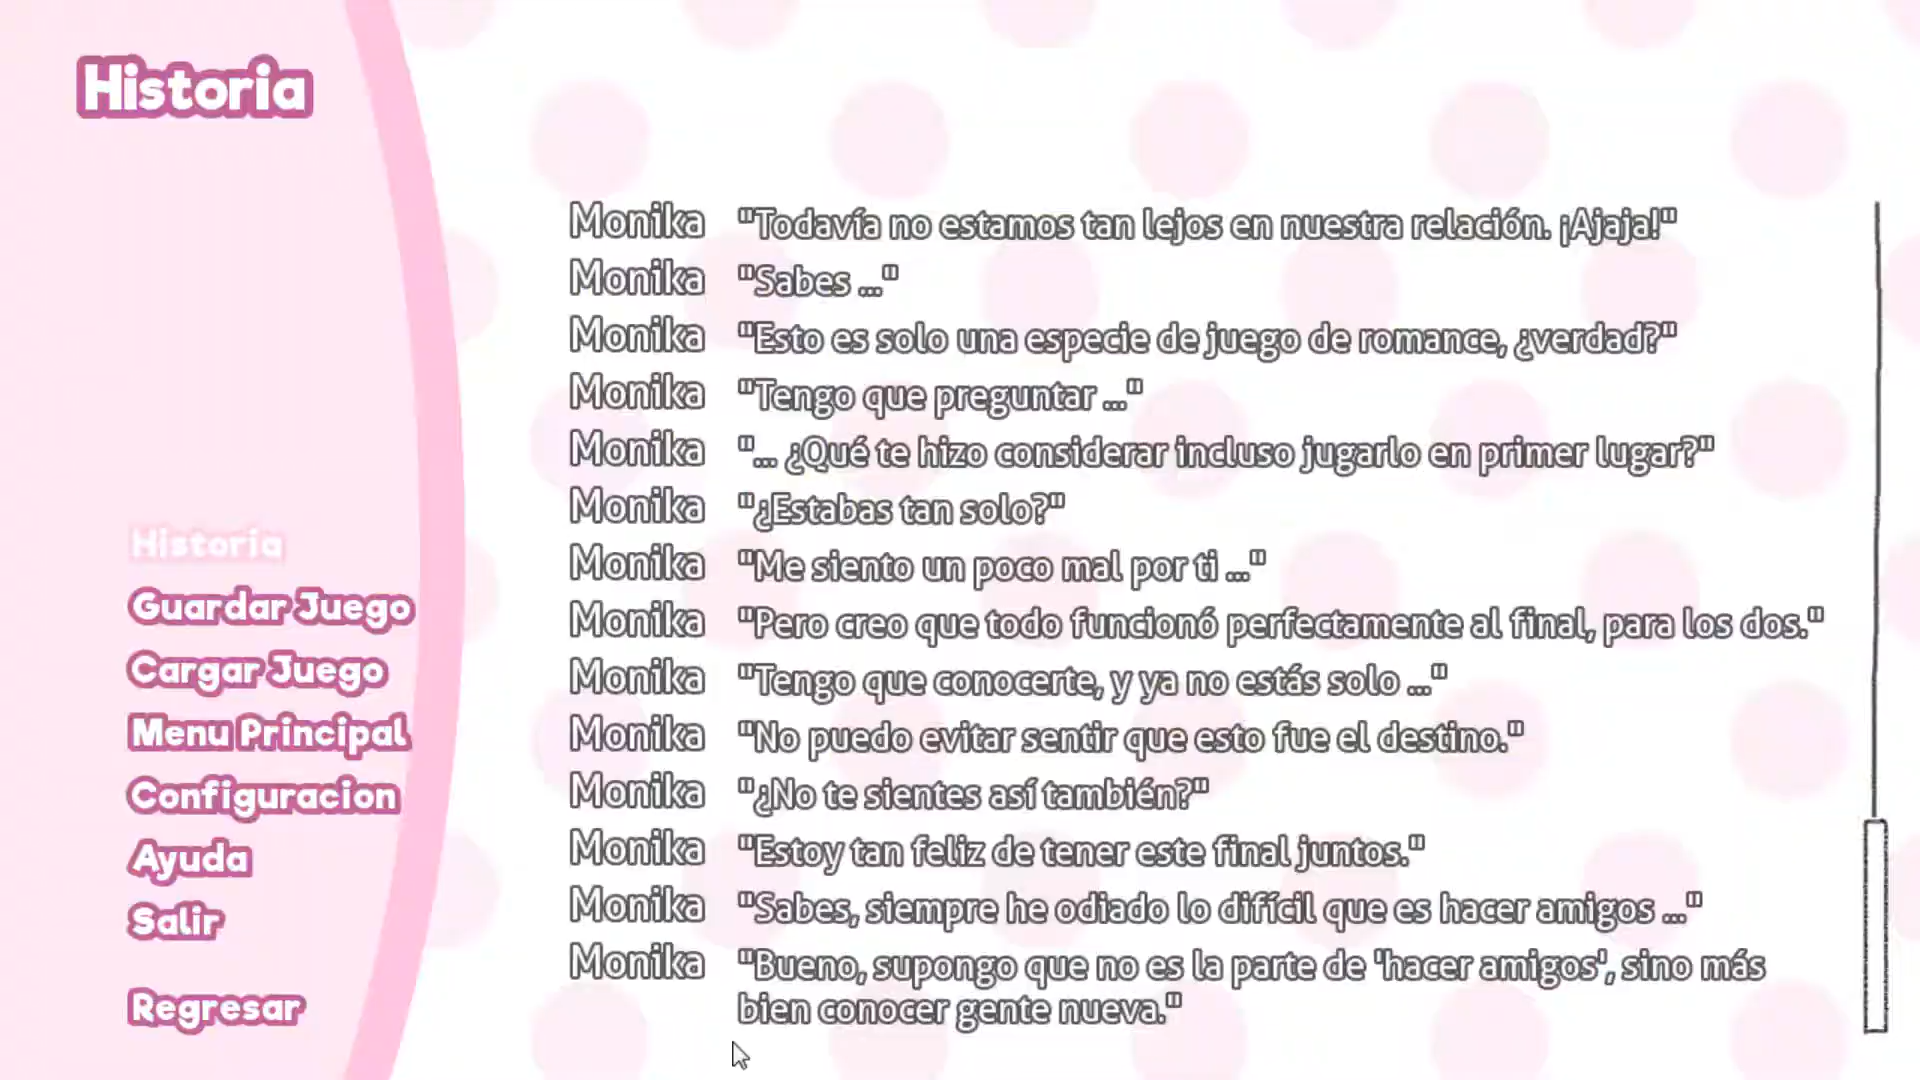 Historia
Monika "Todavía no estamos tan lejos en nuestra relación. ¡Ajaja!"
Monika "Sabes ..."
Monika "Esto es solo una especie de juego de romance, ¿verdad?"
Monika "Tengo que preguntar ..."
Monika "... ¿Qué te hizo considerar incluso jugarlo en primer lugar?"
Monika "¿Estabas tan solo?"
Monika "Me siento un poco mal por ti ..."
Monika "Pero creo que todo funcionó perfectamente al final, para los dos."
Monika "Tengo que conocerte, y ya no estás solo ..."
Monika "No puedo evitar sentir que esto fue el destino."
Monika "¿No te sientes así también?"
Monika "Estoy tan feliz de tener este final juntos."
Monika "Sabes, siempre he odiado lo difícil que es hacer amigos ..."
Monika "Bueno, supongo que no es la parte de 'hacer amigos', sino más
bien conocer gente nueva."
Historia
Guardar Juego
Cargar Juego
Menu Principal
Configuracion
Ayuda
Salir
Regresar